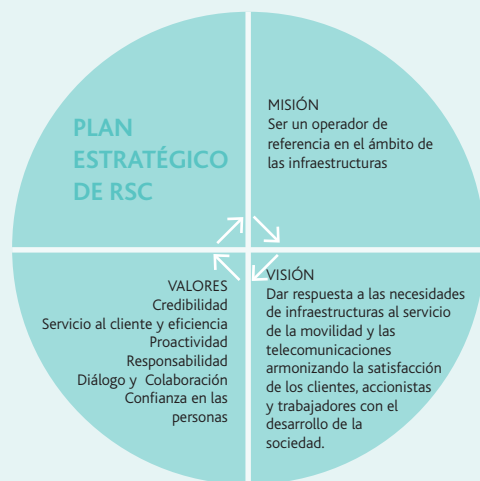 PLAN
ESTRATÉGICO
DE RSC
MISIÓN
Ser un operador de
referencia en el ámbito de
las infraestructuras
VALORES
Credibilidad
Servicio al cliente y eficiencia
Proactividad
Responsabilidad
Diálogo y Colaboración
Confianza en las
personas
VISIÓN
Dar respuesta a las necesidades
de infraestructuras al servicio
de la movilidad y las
telecomunicaciones
armonizando la satisfacción
de los clientes, accionistas
y trabajadores con el
desarrollo de la
sociedad.